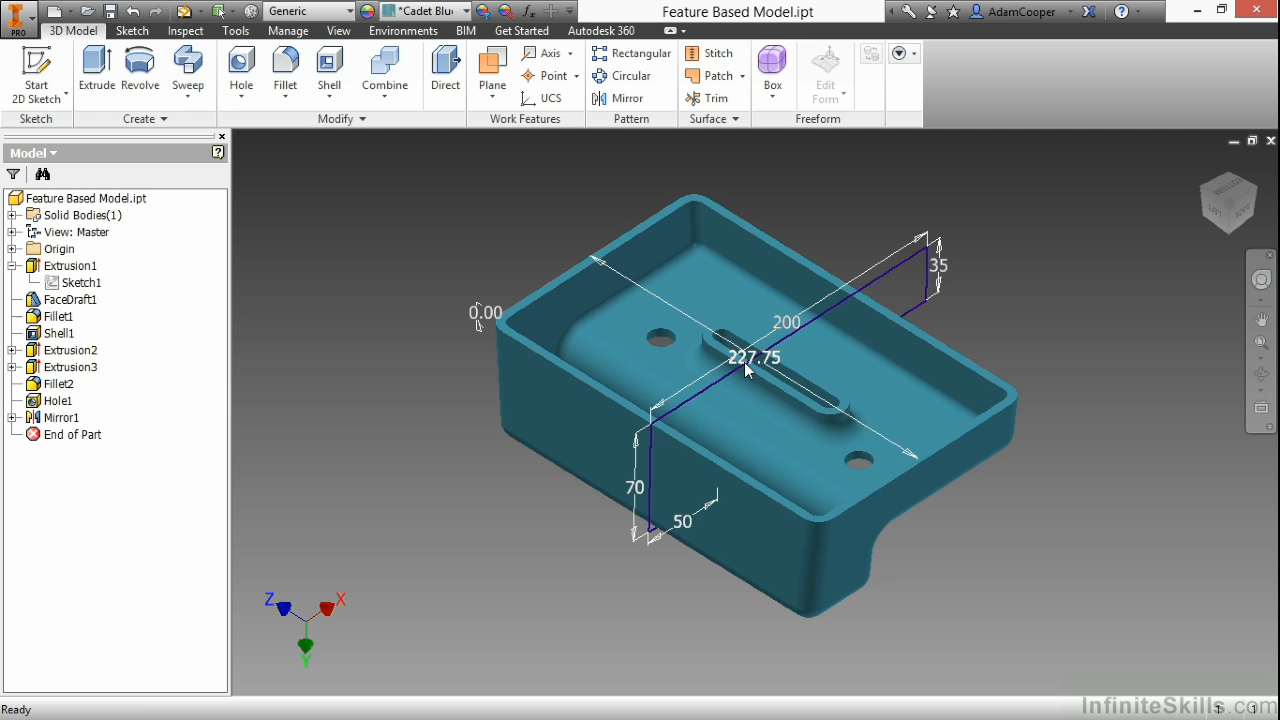 Generic
*Cadet Blue
Feature Based Model.ipt
AdamCooper
PRO
3D Model Sketch Inspect Tools Manage View Environments BIM Get Started Autodesk 360
Start
2D Sketch
Extrude Revolve Sweep
Hole Fillet Shell Combine
Direct
Plane
Axis
Point
UCS
Rectangular
Circular
Mirror
Stitch
Patch
Trim
Box
Edit
Form
Sketch Create Modify Work Features Pattern Surface Freeform
Model
Feature Based Model.ipt
Solid Bodies(1)
View: Master
Origin
Extrusion1
Sketch1
FaceDraft1
Fillet1
Shell1
Extrusion2
Extrusion3
Fillet2
Hole1
Mirror1
End of Part
35
0.00
200
227.75
70
50
Z X
Y
Ready
1 1
InfiniteSkills.com